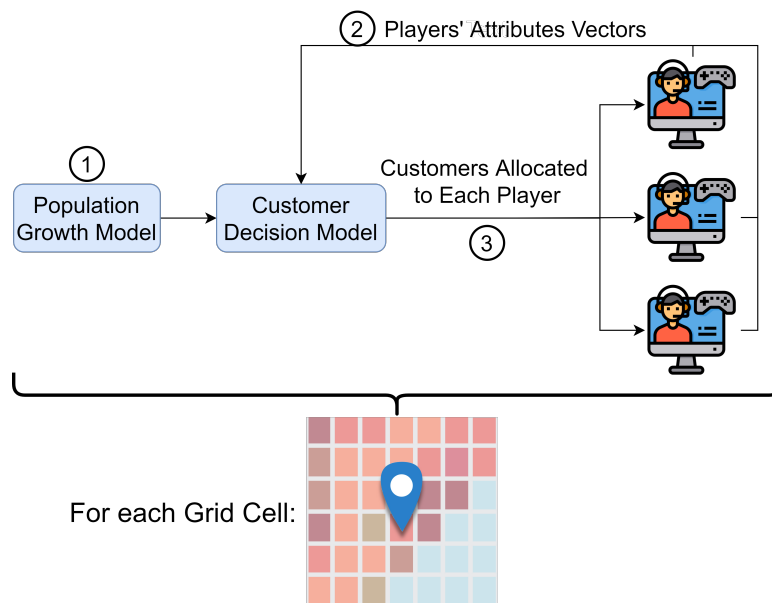 2 Players' Attributes Vectors
1
Customers Allocated
to Each Player
Population
Growth Model
Customer
Decision Model
3
For each Grid Cell: